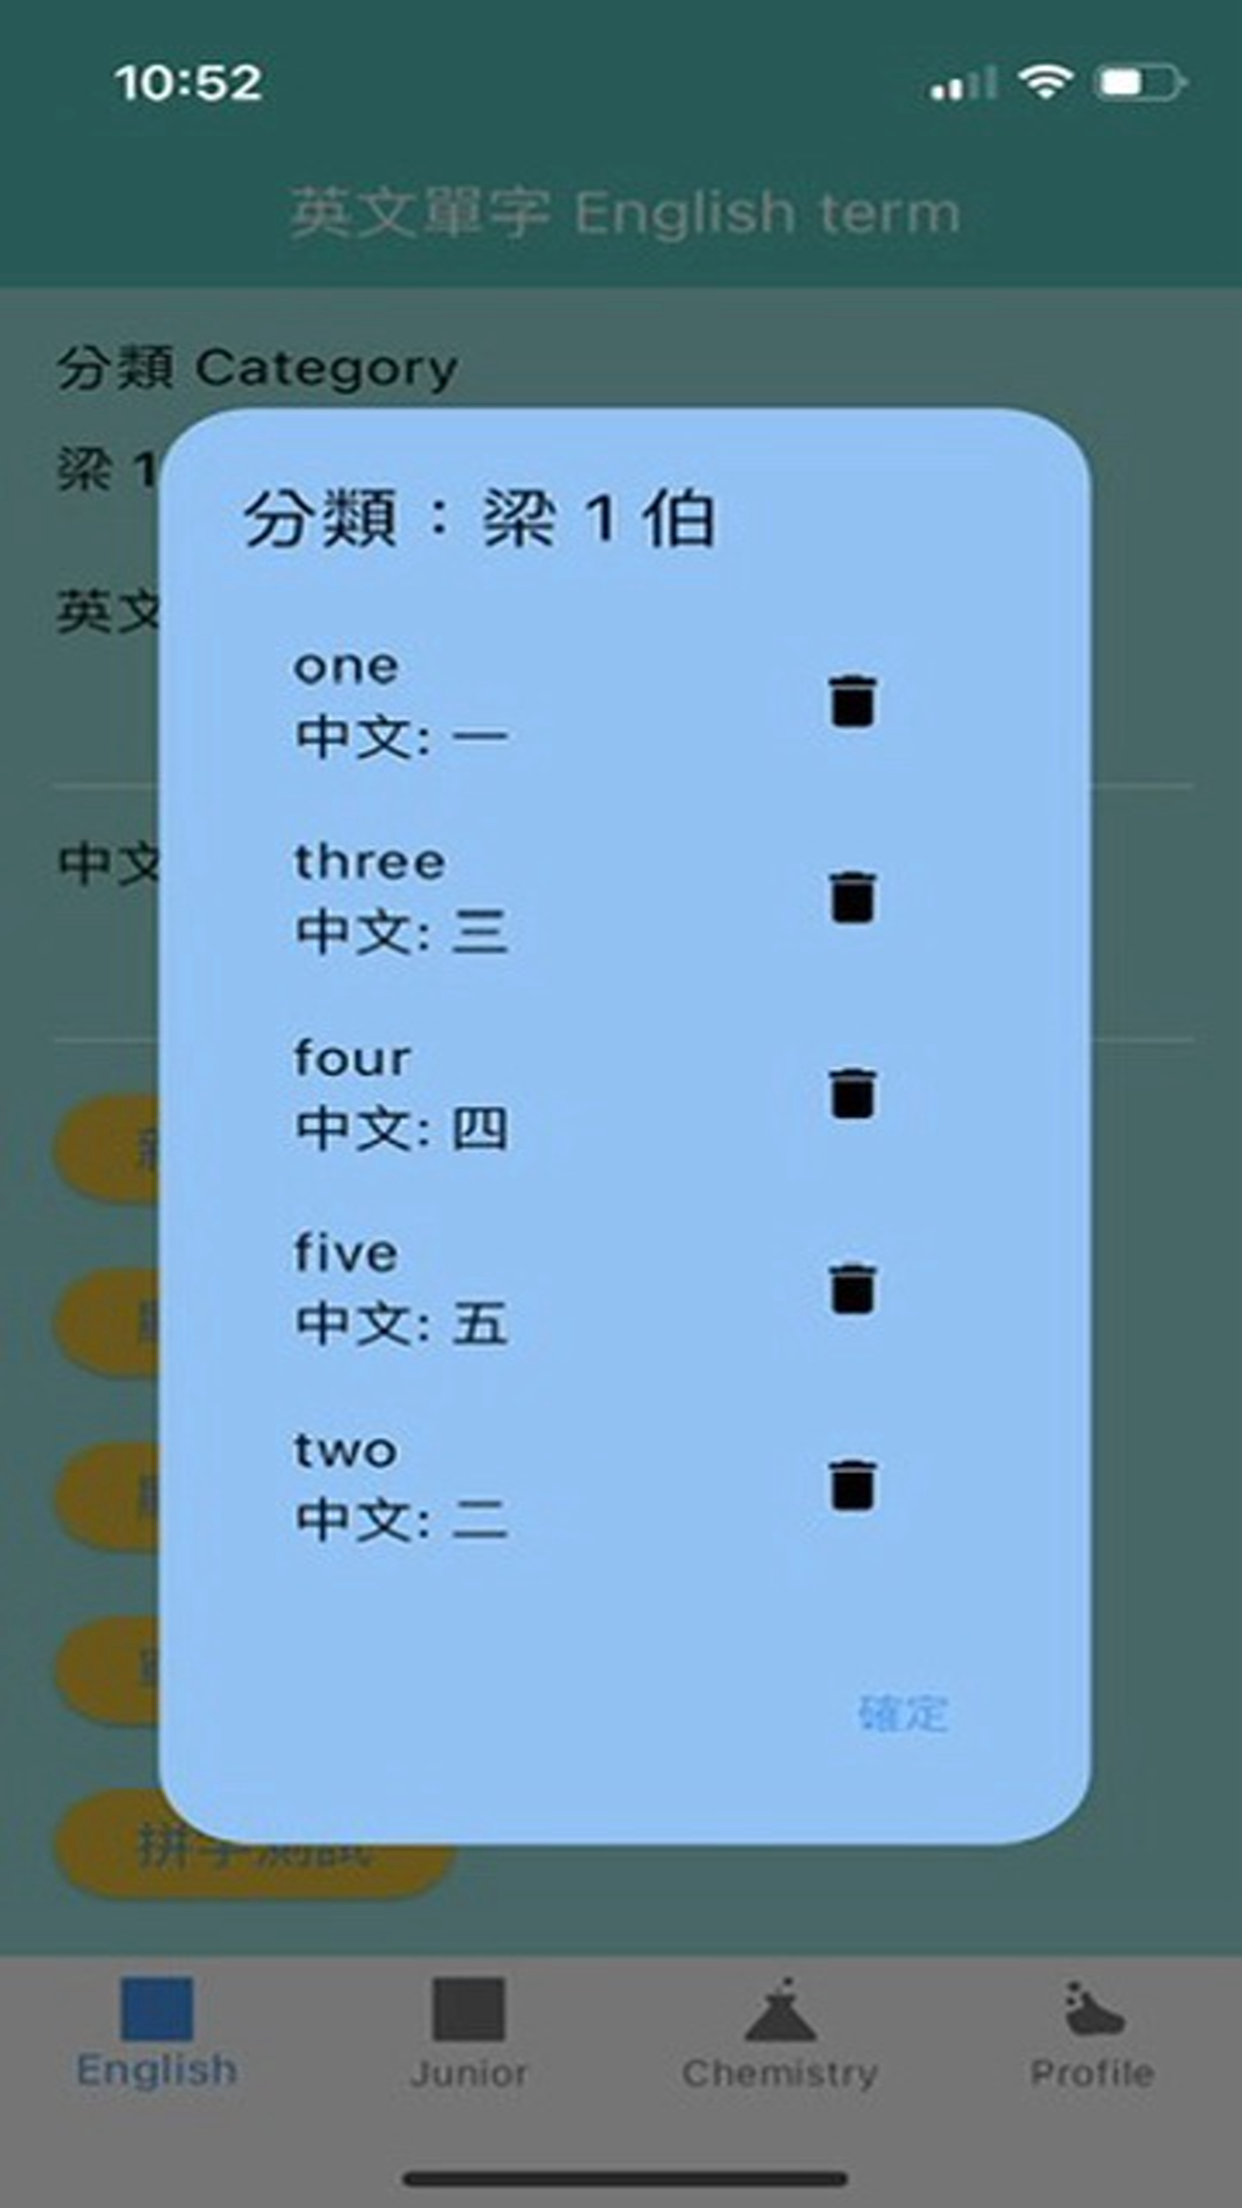 10:52
英文單字 English term
分類 Category
梁 1
分類：梁 1 伯
英文
one
中文: 一
中文
three
中文: 三
four
中文: 四
five
中文: 五
two
中文: 二
確定
拼字測試
English
Junior
Chemistry
Profile